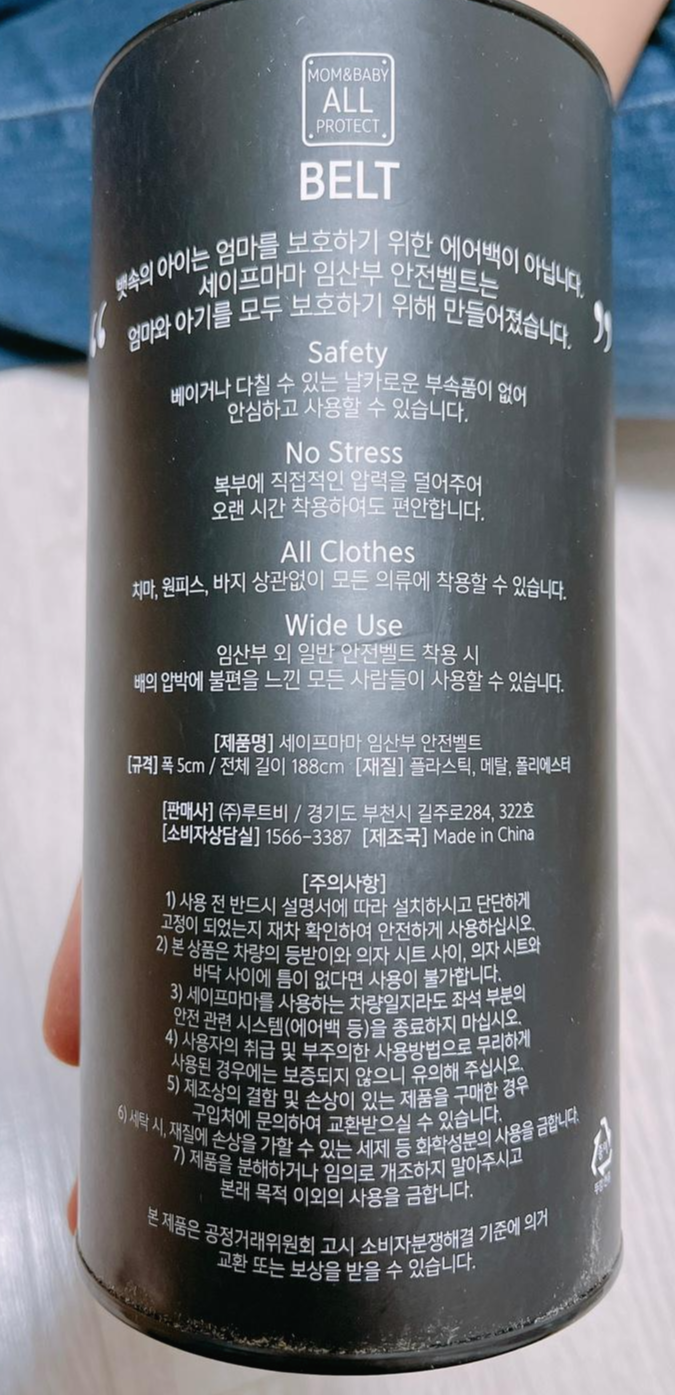 MOM&BABY
ALL
PROTECT
BELT
“ 뱃속의 아이는 엄마를 보호하기 위한 에어백이 아닙니다.
세이프마마 임산부 안전벨트는
엄마와 아기를 모두 보호하기 위해 만들어졌습니다. ”
Safety
베이거나 다칠 수 있는 날카로운 부속품이 없어
안심하고 사용할 수 있습니다.
No Stress
복부에 직접적인 압력을 덜어주어
오랜 시간 착용하여도 편안합니다.
All Clothes
치마, 원피스, 바지 상관없이 모든 의류에 착용할 수 있습니다.
Wide Use
임산부 외 일반 안전벨트 착용 시
배의 압박에 불편을 느낀 모든 사람들이 사용할 수 있습니다.
[제품명] 세이프마마 임산부 안전벨트
[규격] 폭 5cm / 전체 길이 188cm [재질] 플라스틱, 메탈, 폴리에스터
[판매사] (주)루트비 / 경기도 부천시 길주로284, 322호
[소비자상담실] 1566-3387 [제조국] Made in China
[주의사항]
1) 사용 전 반드시 설명서에 따라 설치하시고 단단하게
고정이 되었는지 재차 확인하여 안전하게 사용하십시오.
2) 본 상품은 차량의 등받이와 의자 시트 사이, 의자 시트와
바닥 사이에 틈이 없다면 사용이 불가합니다.
3) 세이프마마를 사용하는 차량일지라도 좌석 부분의
안전 관련 시스템(에어백 등)을 종료하지 마십시오.
4) 사용자의 취급 및 부주의한 사용방법으로 무리하게
사용된 경우에는 보증되지 않으니 유의해 주십시오.
5) 제조상의 결함 및 손상이 있는 제품을 구매한 경우
구입처에 문의하여 교환받으실 수 있습니다.
6) 세탁 시, 재질에 손상을 가할 수 있는 세제 등 화학성분의 사용을 금합니다.
7) 제품을 분해하거나 임의로 개조하지 말아주시고
본래 목적 이외의 사용을 금합니다.
본 제품은 공정거래위원회 고시 소비자분쟁해결 기준에 의거
교환 또는 보상을 받을 수 있습니다.